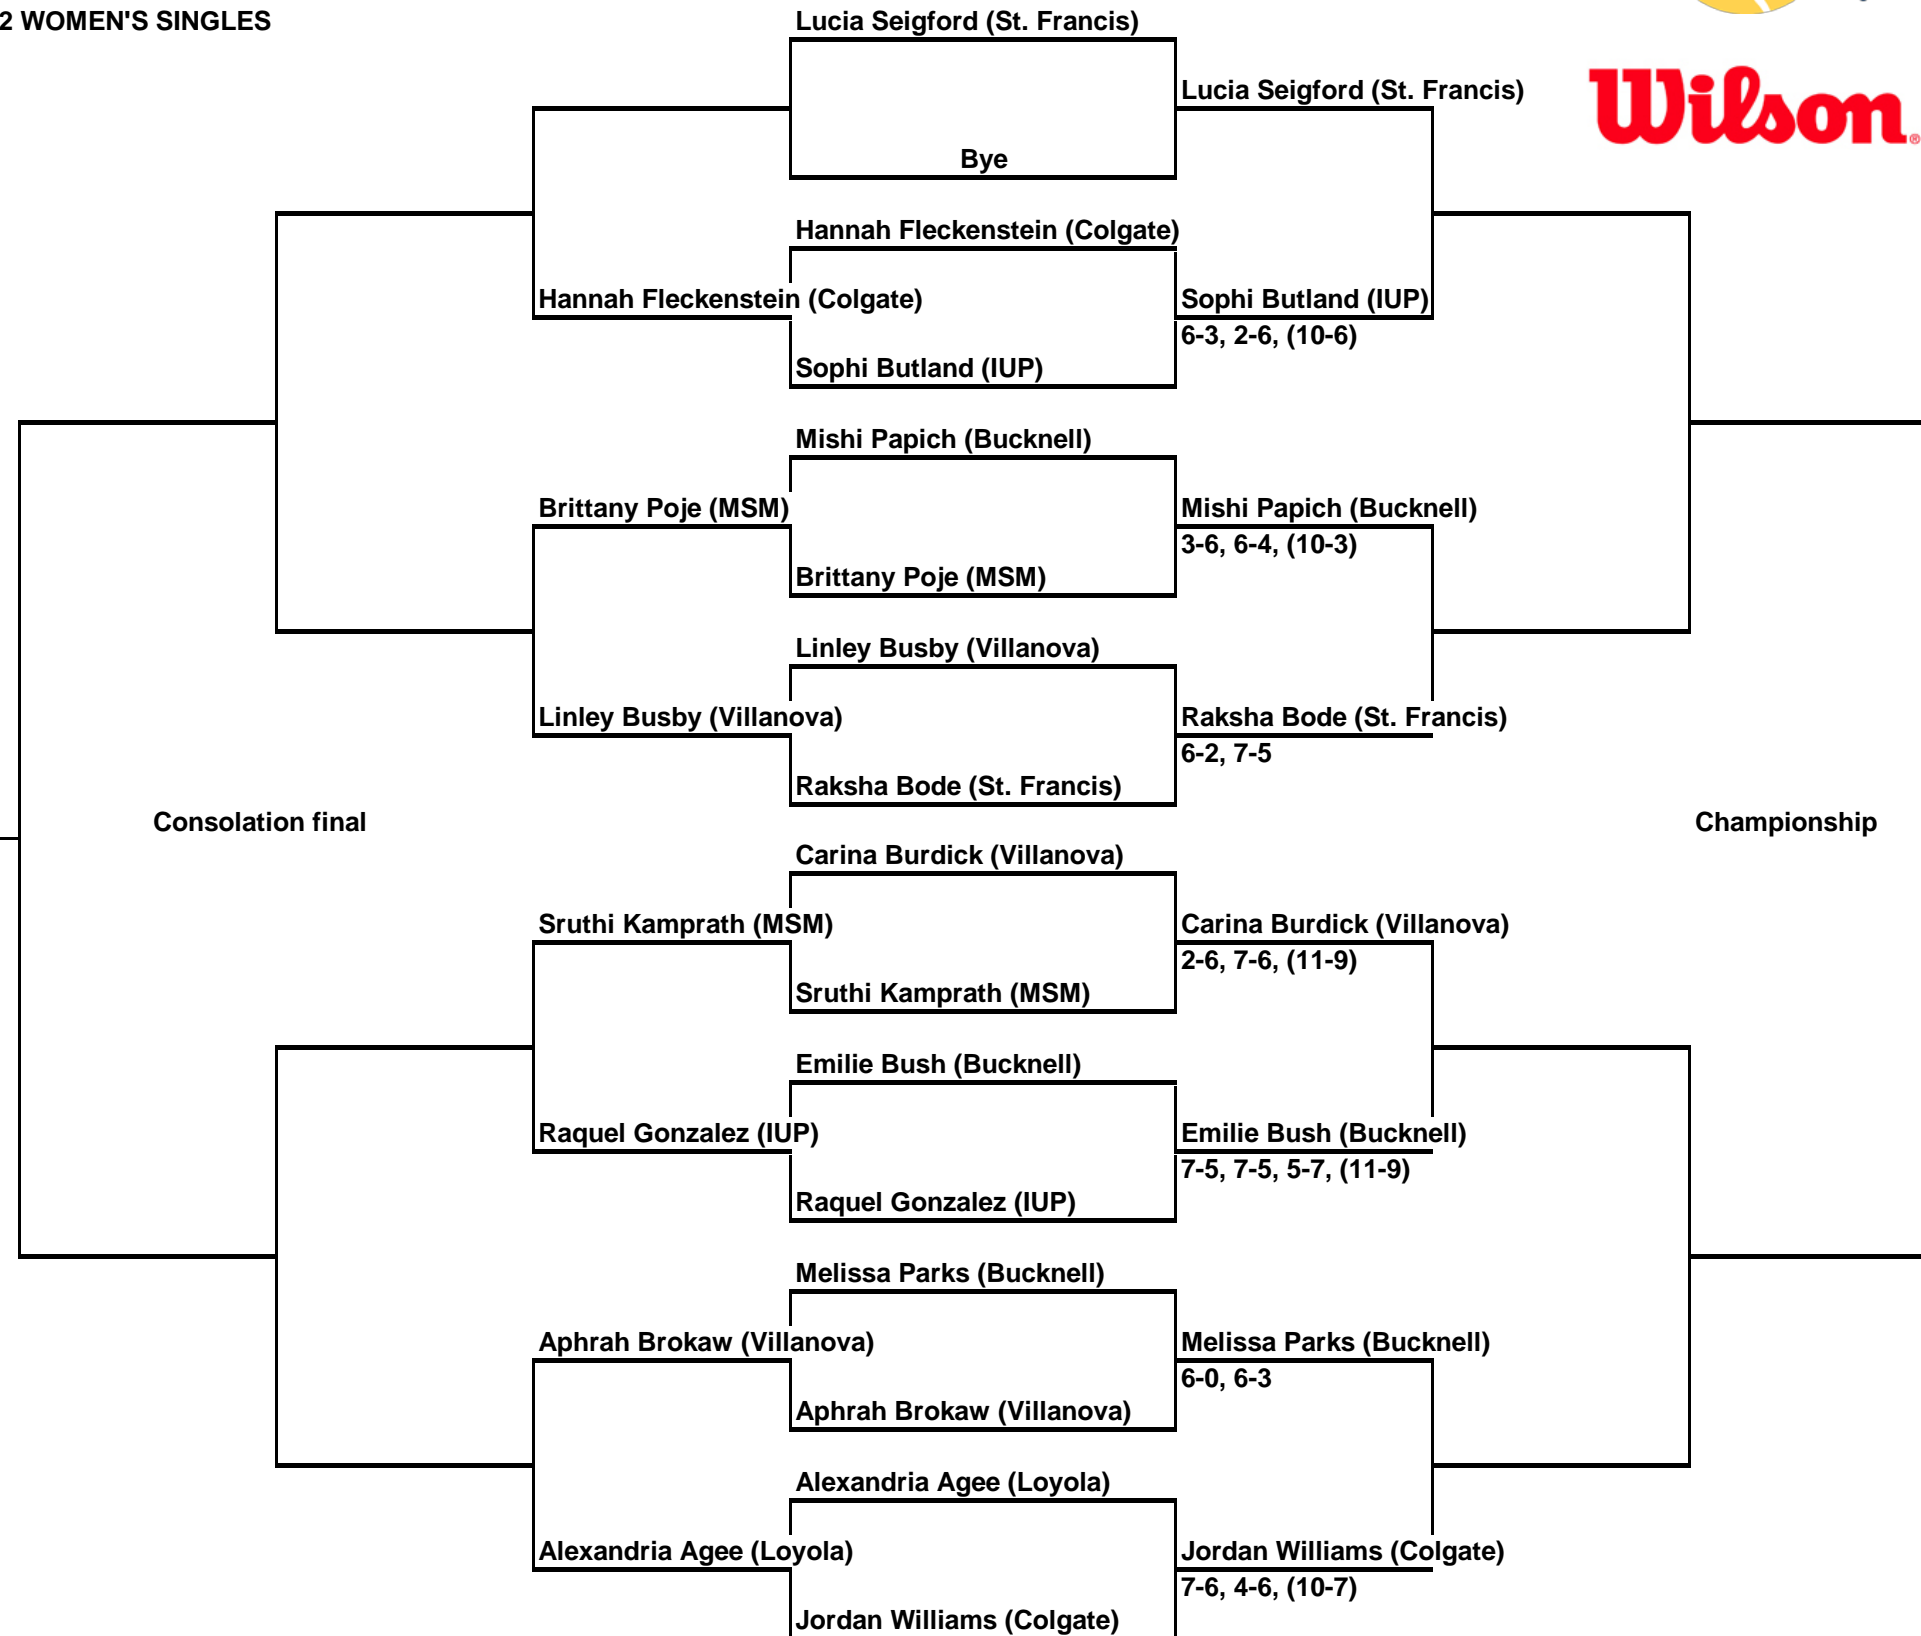 2 WOMEN'S SINGLES
Lucia Seigford (St. Francis)
Wilson®
Lucia Seigford (St. Francis)
Bye
Hannah Fleckenstein (Colgate)
Hannah Fleckenstein (Colgate)
Sophi Butland (IUP)
6-3, 2-6, (10-6)
Sophi Butland (IUP)
Mishi Papich (Bucknell)
Brittany Poje (MSM)
Mishi Papich (Bucknell)
3-6, 6-4, (10-3)
Brittany Poje (MSM)
Linley Busby (Villanova)
Linley Busby (Villanova)
Raksha Bode (St. Francis)
6-2, 7-5
Raksha Bode (St. Francis)
Consolation final
Championship
Carina Burdick (Villanova)
Sruthi Kamprath (MSM)
Carina Burdick (Villanova)
2-6, 7-6, (11-9)
Sruthi Kamprath (MSM)
Emilie Bush (Bucknell)
Raquel Gonzalez (IUP)
Emilie Bush (Bucknell)
7-5, 7-5, 5-7, (11-9)
Raquel Gonzalez (IUP)
Melissa Parks (Bucknell)
Aphrah Brokaw (Villanova)
Melissa Parks (Bucknell)
6-0, 6-3
Aphrah Brokaw (Villanova)
Alexandria Agee (Loyola)
Alexandria Agee (Loyola)
Jordan Williams (Colgate)
7-6, 4-6, (10-7)
Jordan Williams (Colgate)